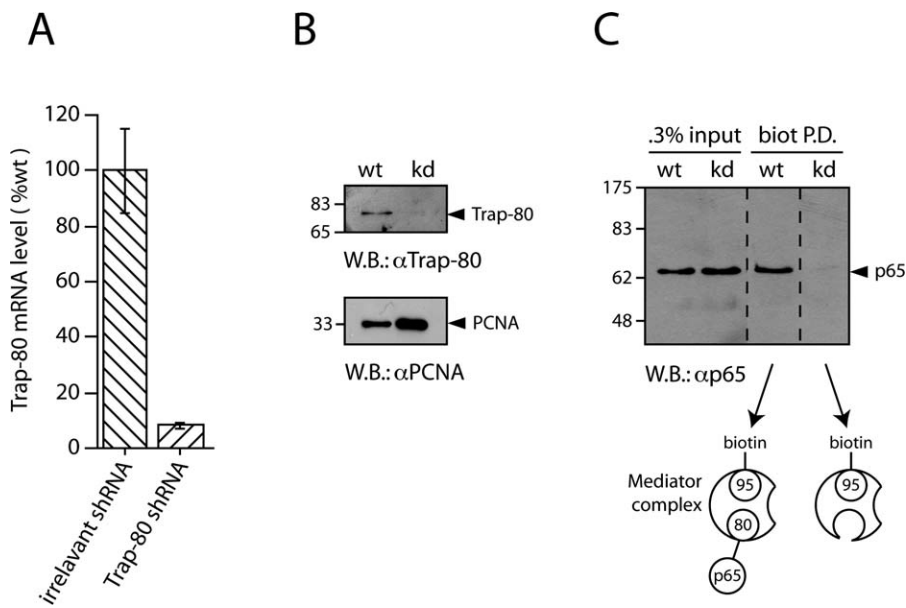 A
Trap-80 mRNA level (%wt)
120
100
80
60
40
20
0
irrelavant shRNA
Trap-80 shRNA
B
wt kd
83
65
Trap-80
W.B.: αTrap-80
33
PCNA
W.B.: αPCNA
C
.3% input biot P.D.
wt kd wt kd
175
83
62
48
p65
W.B.: αp65
biotin biotin
Mediator
complex
95 95
80
p65